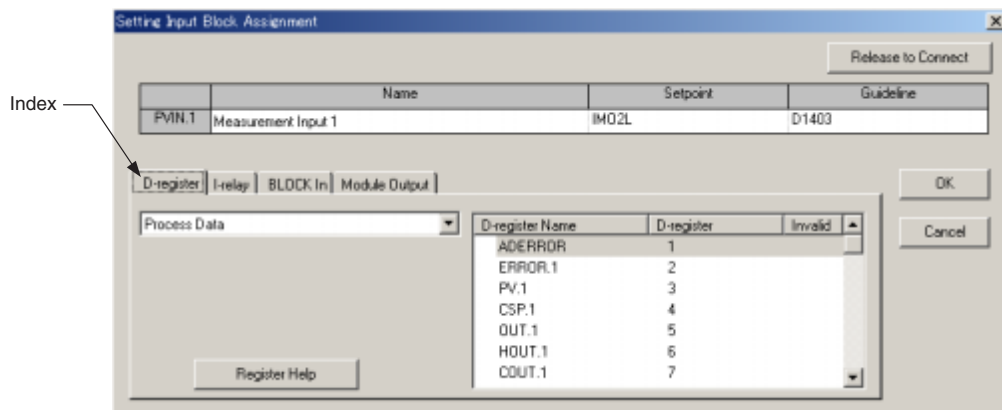 Setting Input Block Assignment
Release to Connect
Index
Name Setpoint Guideline
PVIN.1 Measurement Input 1 IMO2L D1403
D-register I-relay BLOCK In Module Output
OK
Process Data
Cancel
D-register Name D-register Invalid
ADERROR 1
ERROR.1 2
PV.1 3
CSP.1 4
OUT.1 5
HOUT.1 6
COUT.1 7
Register Help